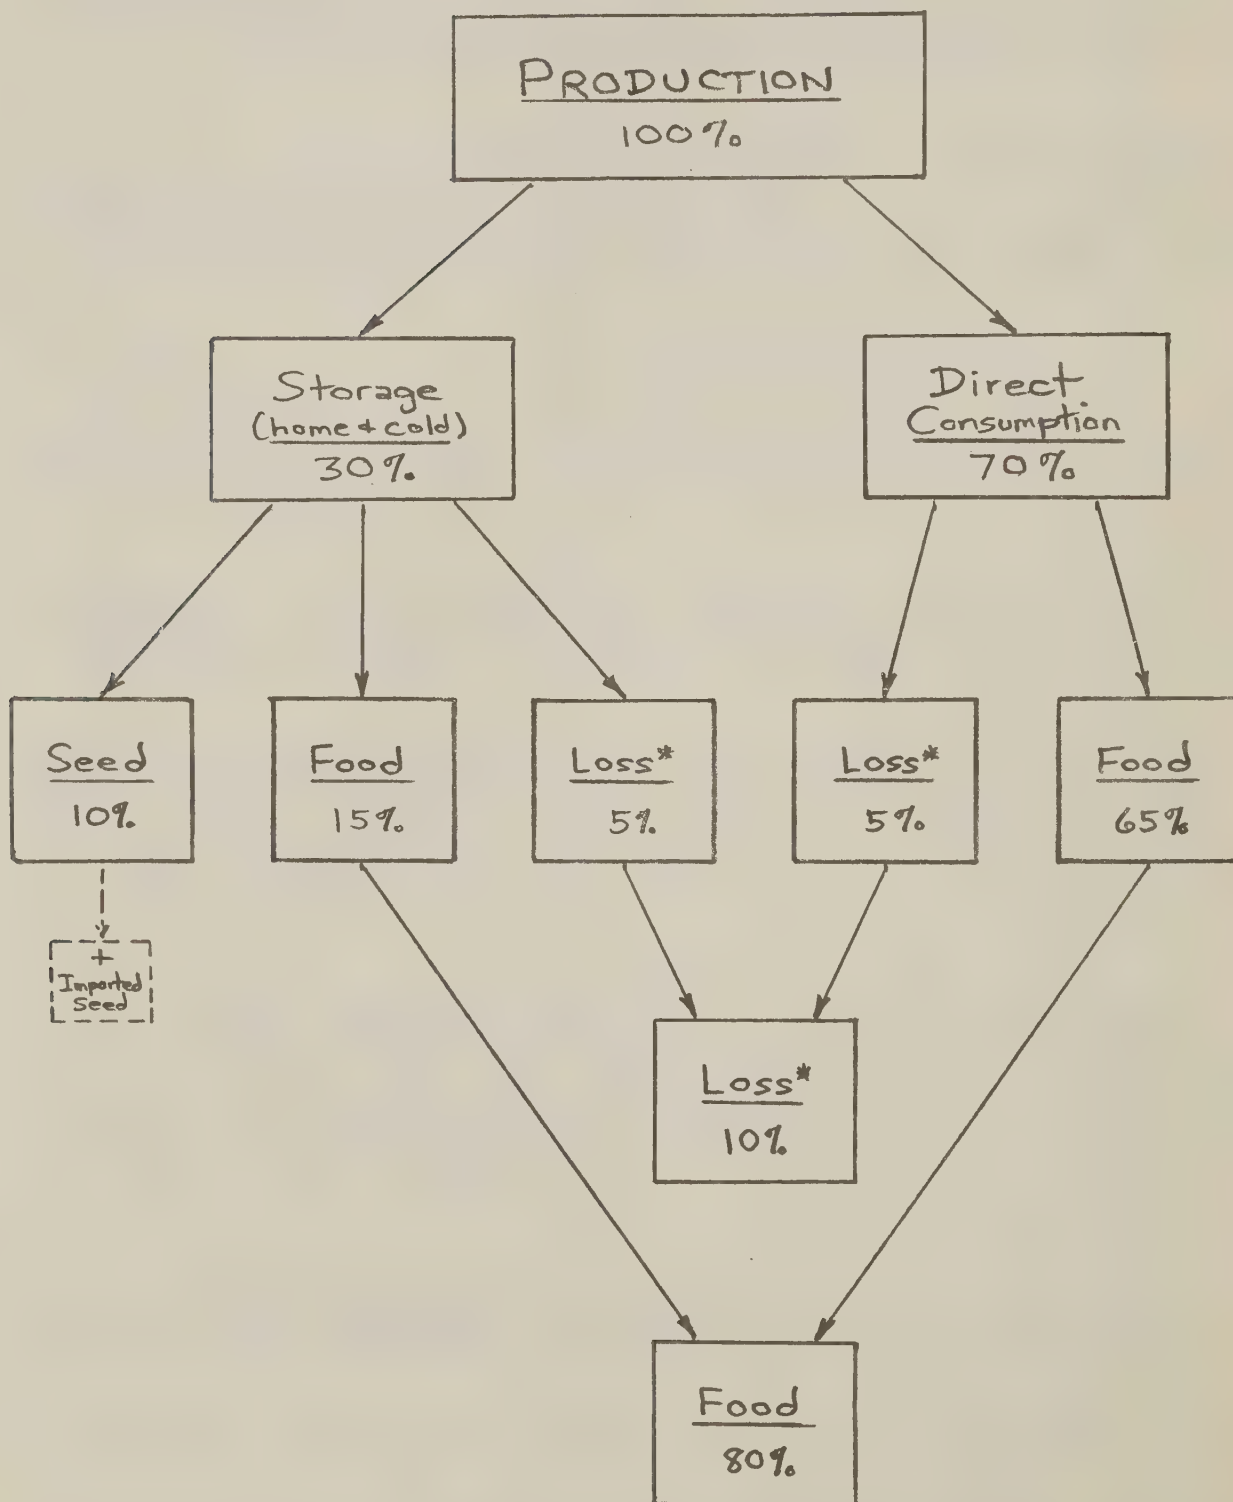 PRODUCTION
100%
Storage
(home + cold)
30%
Direct
Consumption
70%
Seed
10%
Food
15%
Loss*
5%
Loss*
5%
Food
65%
+
Imported
Seed
Loss*
10%
Food
80%